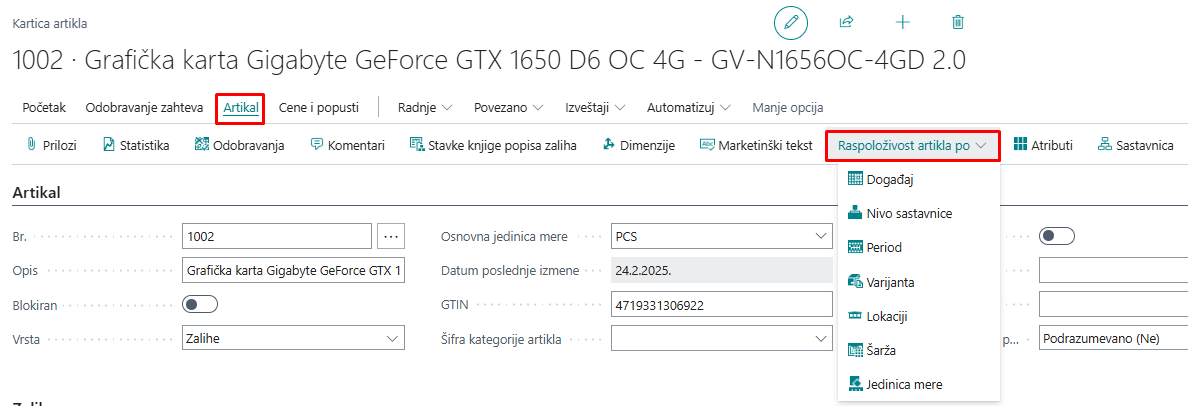 Kartica artikla
1002 · Grafička karta Gigabyte GeForce GTX 1650 D6 OC 4G - GV-N1656OC-4GD 2.0
Početak Odobravanje zahteva Artikal Cene i popusti Radnje Povezano Izveštaji Automatizuj Manje opcija
Prilozi Statistika Odobravanja Komentari Stavke knjige popisa zaliha Dimenzije Marketinški tekst Raspoloživost artikla po Atributi Sastavnica
Artikal
Događaj
Nivo sastavnice
Period
Varijanta
Lokaciji
Šarža
Jedinica mere
Br. 1002 ... Osnovna jedinica mere PCS
Opis Grafička karta Gigabyte GeForce GTX 1 Datum poslednje izmene 24.2.2025.
Blokiran GTIN 4719331306922
Vrsta Zalihe Šifra kategorije artikla p... Podrazumevano (Ne)